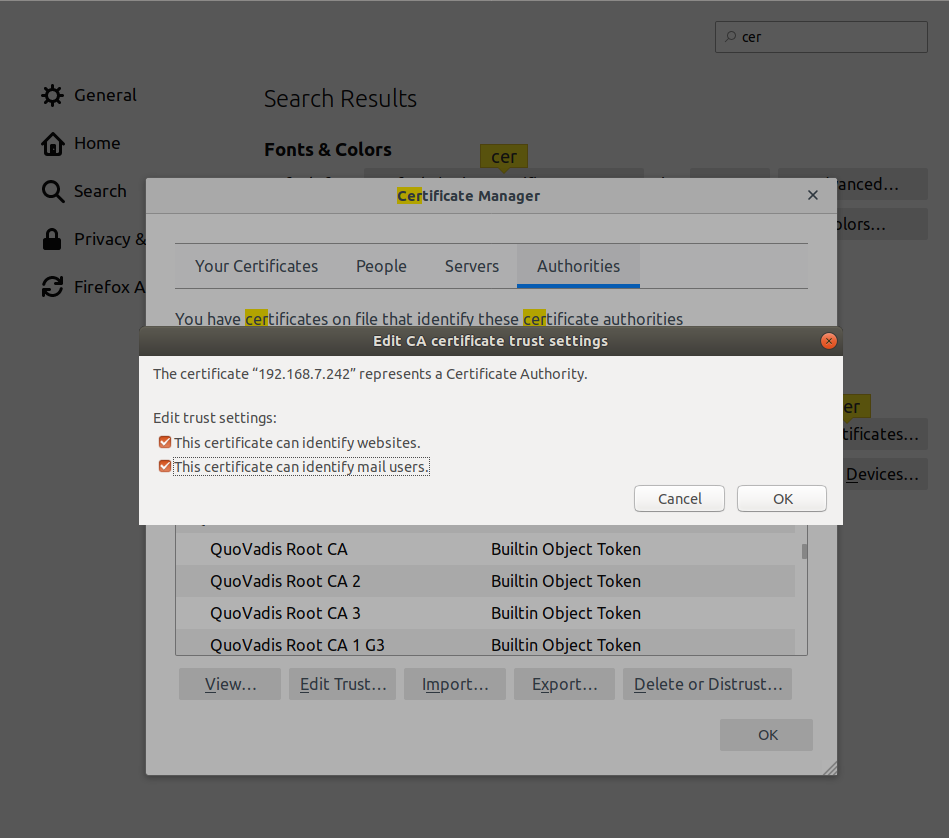 cer
General
Home
Search
Privacy &
Firefox A
Search Results
Fonts & Colors
cer
anced…
olors…
Certificate Manager
Your Certificates People Servers Authorities
You have certificates on file that identify these certificate authorities
Edit CA certificate trust settings
The certificate “192.168.7.242” represents a Certificate Authority.
Edit trust settings:
This certificate can identify websites.
This certificate can identify mail users.
Cancel OK
er
tificates…
Devices…
QuoVadis Root CA Builtin Object Token
QuoVadis Root CA 2 Builtin Object Token
QuoVadis Root CA 3 Builtin Object Token
QuoVadis Root CA 1 G3 Builtin Object Token
View… Edit Trust… Import… Export… Delete or Distrust…
OK